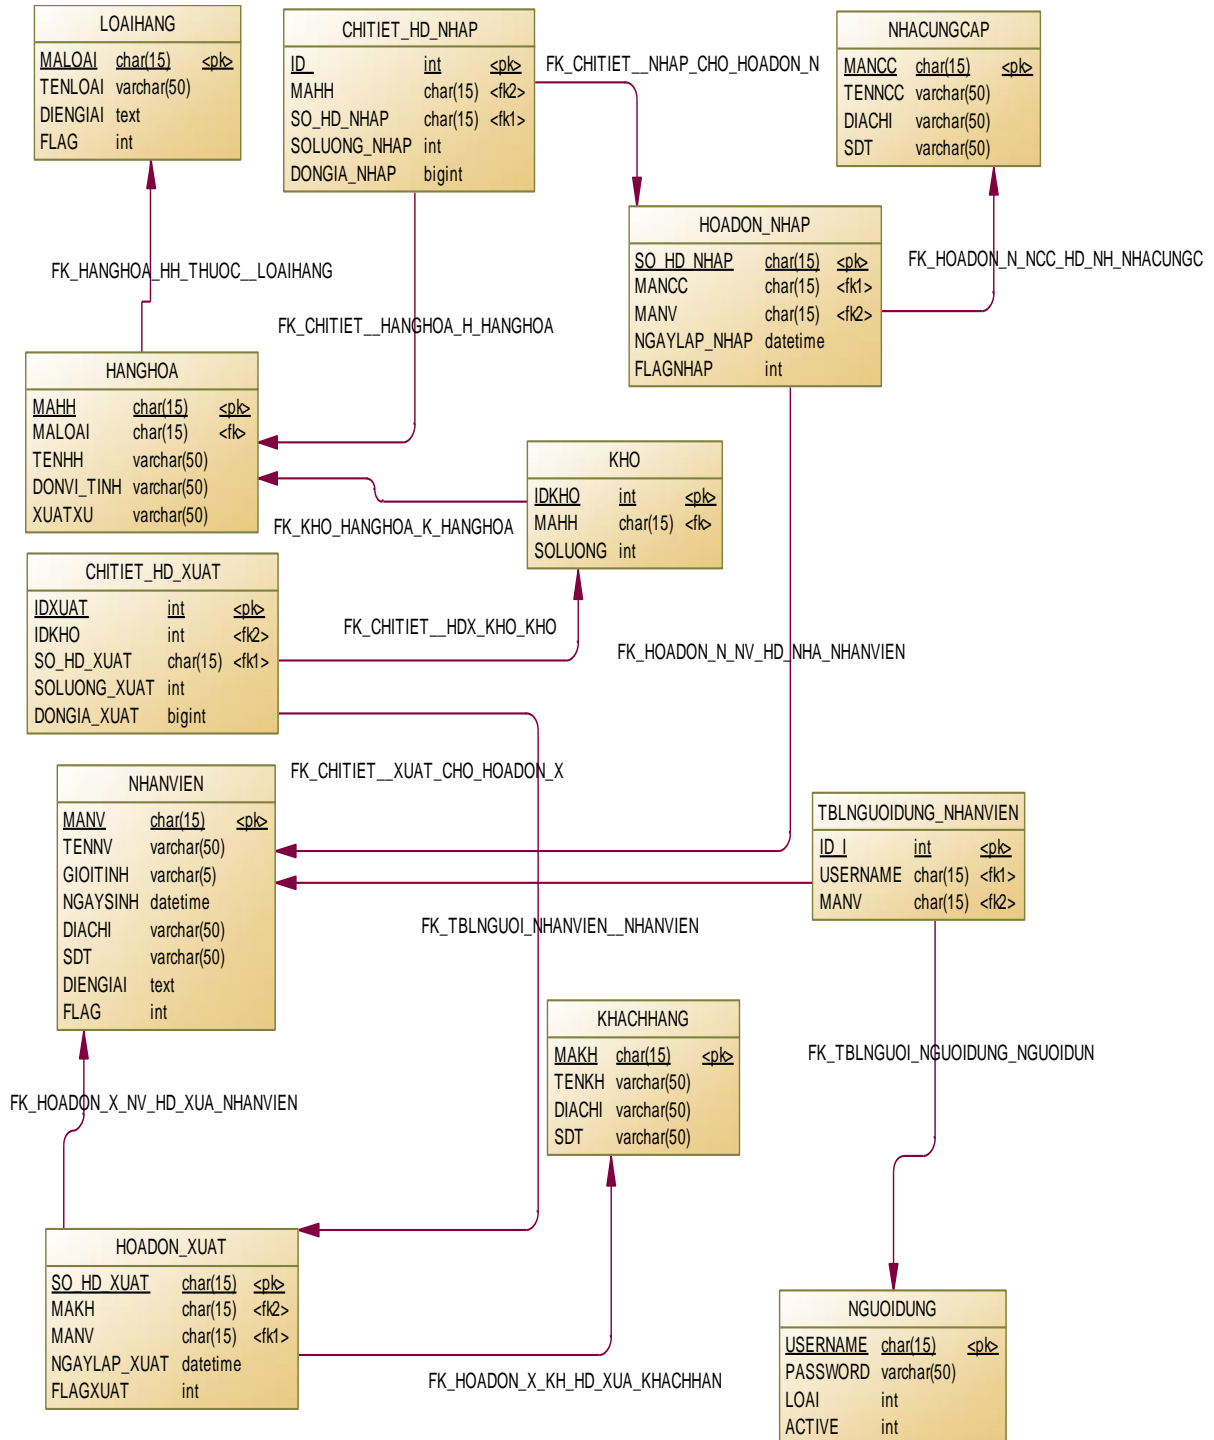 LOAIHANG
MALOAI char(15) <pk>
TENLOAI varchar(50)
DIENGIAI text
FLAG int
CHITIET_HD_NHAP
ID_ int <pk>
MAHH char(15) <fk2>
SO_HD_NHAP char(15) <fk1>
SOLUONG_NHAP int
DONGIA_NHAP bigint
FK_CHITIET__NHAP_CHO_HOADON_N
NHACUNGCAP
MANCC char(15) <pk>
TENNCC varchar(50)
DIACHI varchar(50)
SDT varchar(50)
HOADON_NHAP
SO_HD_NHAP char(15) <pk>
MANCC char(15) <fk1>
MANV char(15) <fk2>
NGAYLAP_NHAP datetime
FLAGNHAP int
FK_HOADON_N_NCC_HD_NH_NHACUNGC
FK_HANGHOA_HH_THUOC__LOAIHANG
FK_CHITIET__HANGHOA_H_HANGHOA
HANGHOA
MAHH char(15) <pk>
MALOAI char(15) <fk>
TENHH varchar(50)
DONVI_TINH varchar(50)
XUATXU varchar(50)
KHO
IDKHO int <pk>
MAHH char(15) <fk>
SOLUONG int
FK_KHO_HANGHOA_K_HANGHOA
CHITIET_HD_XUAT
IDXUAT int <pk>
IDKHO int <fk2>
SO_HD_XUAT char(15) <fk1>
SOLUONG_XUAT int
DONGIA_XUAT bigint
FK_CHITIET__HDX_KHO_KHO
FK_HOADON_N_NV_HD_NHA_NHANVIEN
FK_CHITIET__XUAT_CHO_HOADON_X
NHANVIEN
MANV char(15) <pk>
TENNV varchar(50)
GIOITINH varchar(5)
NGAYSINH datetime
DIACHI varchar(50)
SDT varchar(50)
DIENGIAI text
FLAG int
TBLNGUOIDUNG_NHANVIEN
ID_I int <pk>
USERNAME char(15) <fk1>
MANV char(15) <fk2>
FK_TBLNGUOI_NHANVIEN__NHANVIEN
KHACHHANG
MAKH char(15) <pk>
TENKH varchar(50)
DIACHI varchar(50)
SDT varchar(50)
FK_TBLNGUOI_NGUOIDUNG_NGUOIDUN
FK_HOADON_X_NV_HD_XUA_NHANVIEN
HOADON_XUAT
SO_HD_XUAT char(15) <pk>
MAKH char(15) <fk2>
MANV char(15) <fk1>
NGAYLAP_XUAT datetime
FLAGXUAT int
FK_HOADON_X_KH_HD_XUA_KHACHHAN
NGUOIDUNG
USERNAME char(15) <pk>
PASSWORD varchar(50)
LOAI int
ACTIVE int